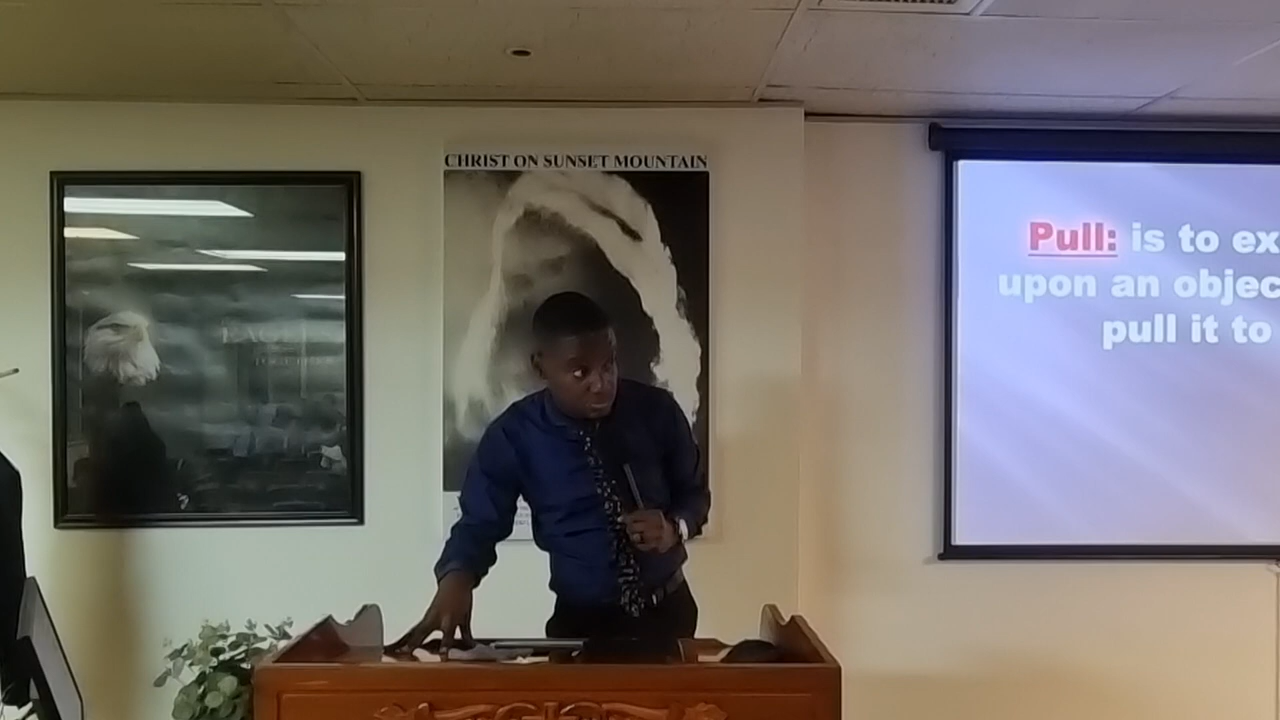 CHRIST ON SUNSET MOUNTAIN
Pull: is to ex
upon an objec
pull it to